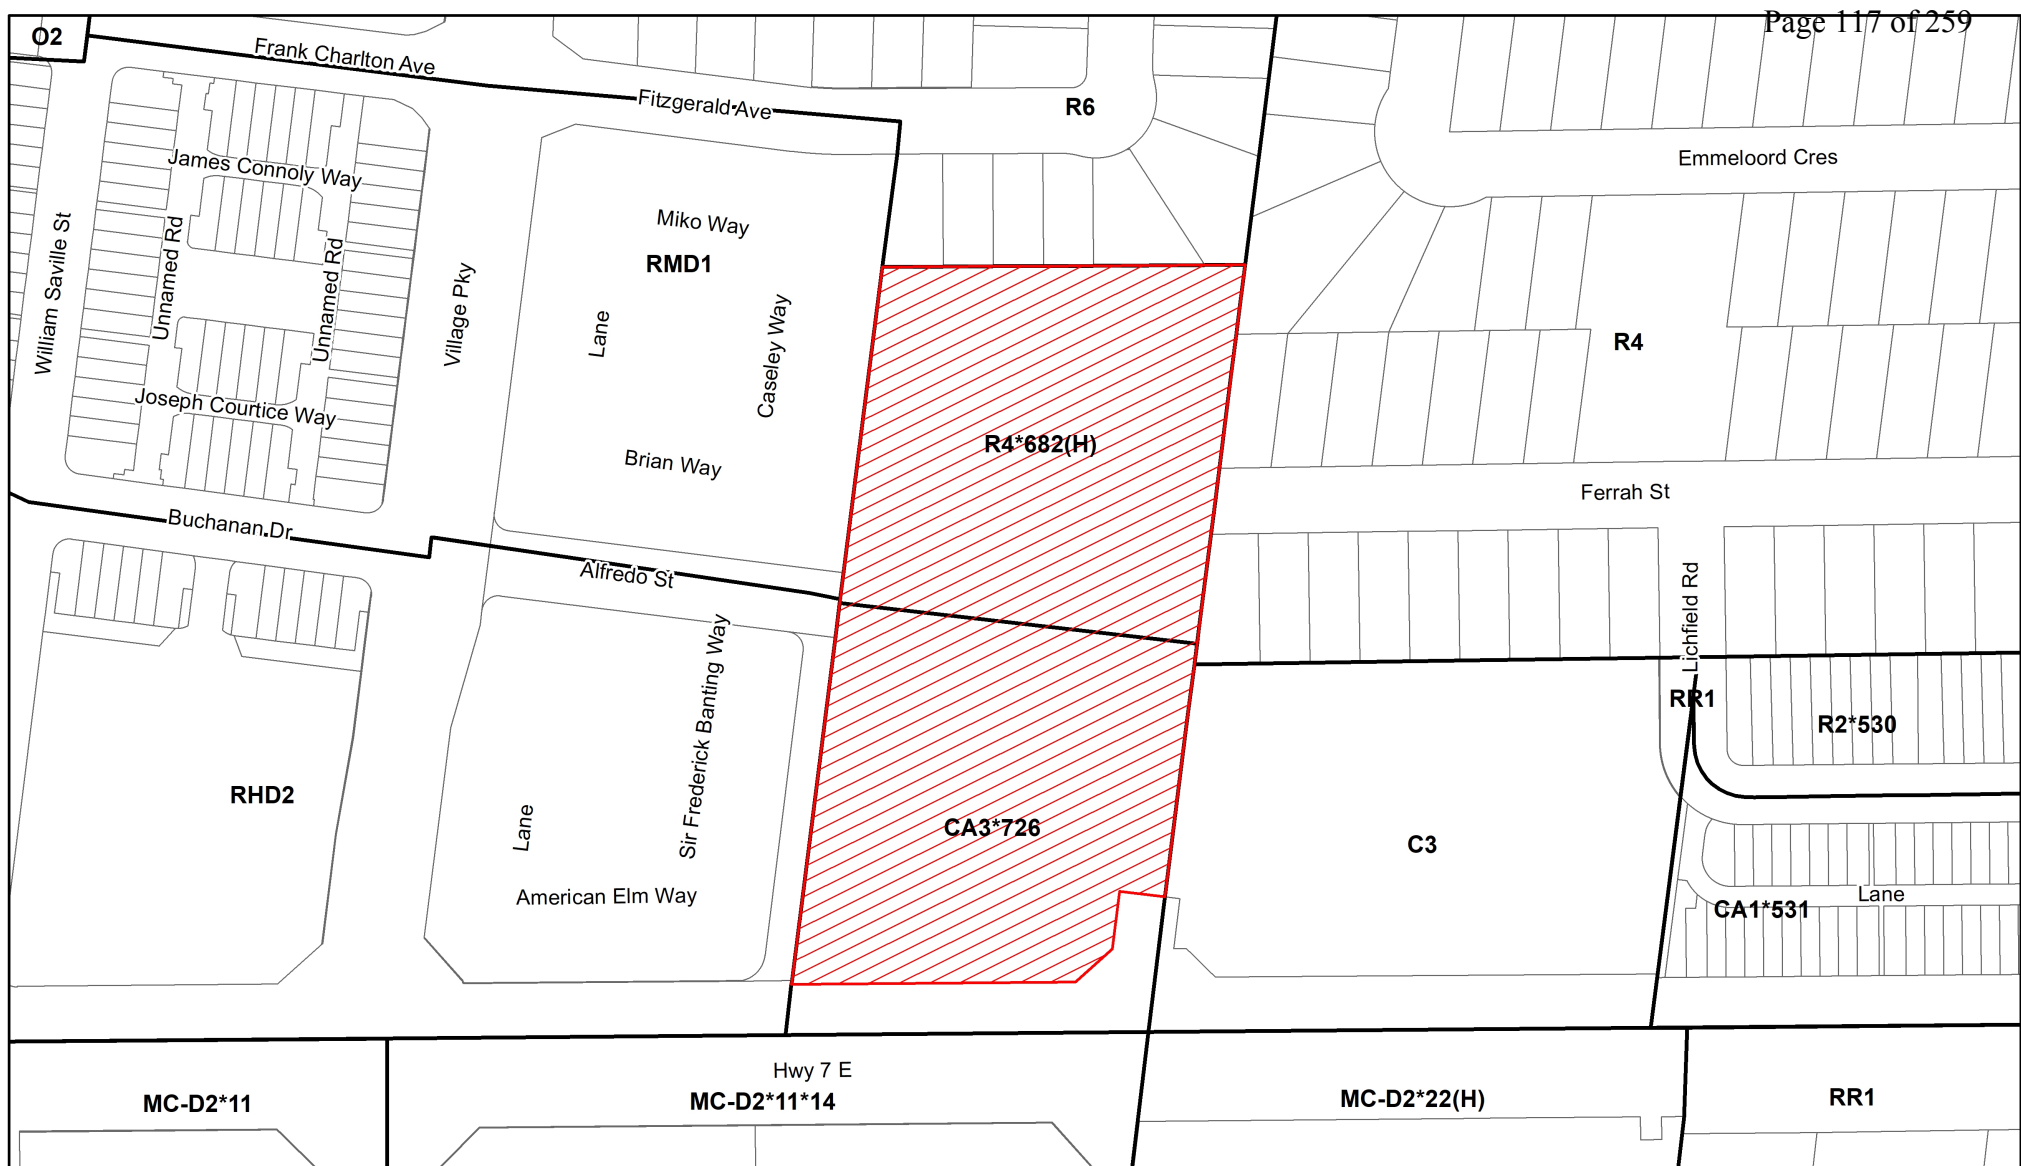 Page 117 of 259
O2
Frank Charlton Ave
Fitzgerald Ave
R6
Emmeloord Cres
James Connoly Way
Miko Way
RMD1
William Saville St
Unnamed Rd
Unnamed Rd
Village Pky
Lane
Caseley Way
R4
Joseph Courtice Way
R4*682(H)
Brian Way
Ferrah St
Buchanan Dr
Alfredo St
Lichfield Rd
Sir Frederick Banting Way
RR1
R2*530
RHD2
Lane
CA3*726
C3
American Elm Way
Lane
CA1*531
Hwy 7 E
MC-D2*11
MC-D2*11*14
MC-D2*22(H)
RR1